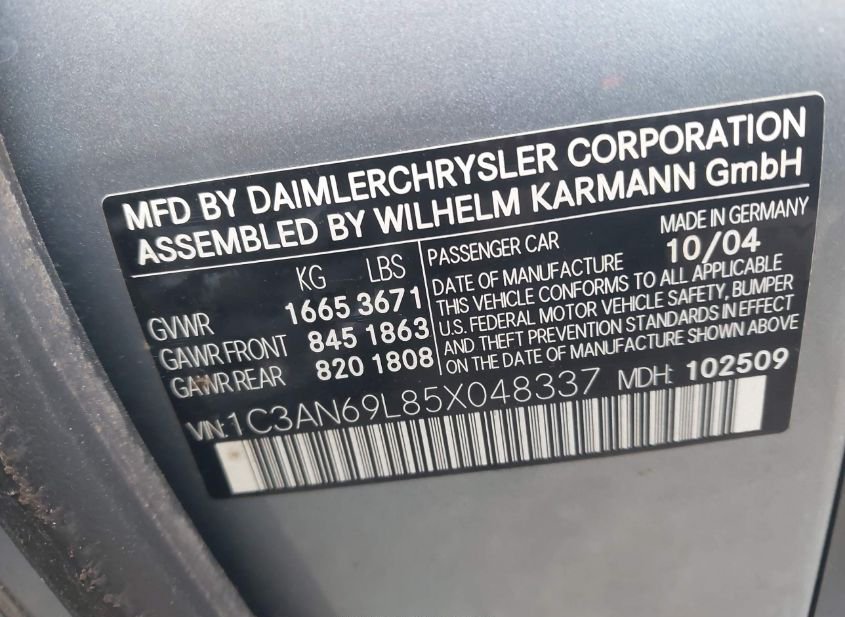 MFD BY DAIMLERCHRYSLER CORPORATION
ASSEMBLED BY WILHELM KARMANN GmbH
KG LBS
GVWR 1665 3671
GAWR FRONT 845 1863
GAWR REAR 820 1808
PASSENGER CAR MADE IN GERMANY
DATE OF MANUFACTURE 10/04
THIS VEHICLE CONFORMS TO ALL APPLICABLE
U.S. FEDERAL MOTOR VEHICLE SAFETY, BUMPER
AND THEFT PREVENTION STANDARDS IN EFFECT
ON THE DATE OF MANUFACTURE SHOWN ABOVE
VIN: 1C3AN69L85X048337 MDH: 102509